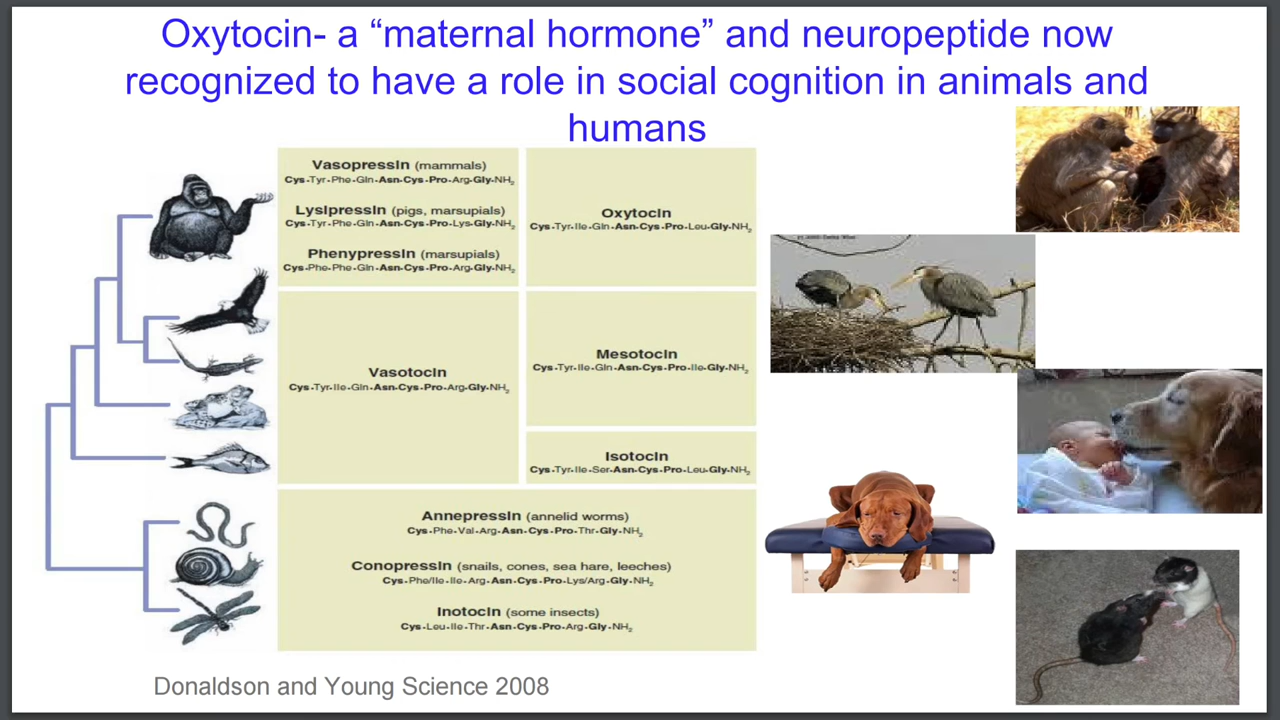 Oxytocin- a “maternal hormone” and neuropeptide now
recognized to have a role in social cognition in animals and
humans
Vasopressin (mammals)
Cys-Tyr-Phe-Gln-Asn-Cys-Pro-Arg-Gly-NH2
Lysipressin (pigs, marsupials)
Cys-Tyr-Phe-Gln-Asn-Cys-Pro-Lys-Gly-NH2
Phenypressin (marsupials)
Cys-Phe-Phe-Gln-Asn-Cys-Pro-Arg-Gly-NH2
Oxytocin
Cys-Tyr-Ile-Gln-Asn-Cys-Pro-Leu-Gly-NH2
Vasotocin
Cys-Tyr-Ile-Gln-Asn-Cys-Pro-Arg-Gly-NH2
Mesotocin
Cys-Tyr-Ile-Gln-Asn-Cys-Pro-Ile-Gly-NH2
Isotocin
Cys-Tyr-Ile-Ser-Asn-Cys-Pro-Leu-Gly-NH2
Annepressin (annelid worms)
Cys-Phe-Val-Arg-Asn-Cys-Pro-Thr-Gly-NH2
Conopressin (snails, cones, sea hare, leeches)
Cys-Phe/Ile-Ile-Arg-Asn-Cys-Pro-Lys/Arg-Gly-NH2
Inotocin (some insects)
Cys-Leu-Ile-Thr-Asn-Cys-Pro-Arg-Gly-NH2
Donaldson and Young Science 2008